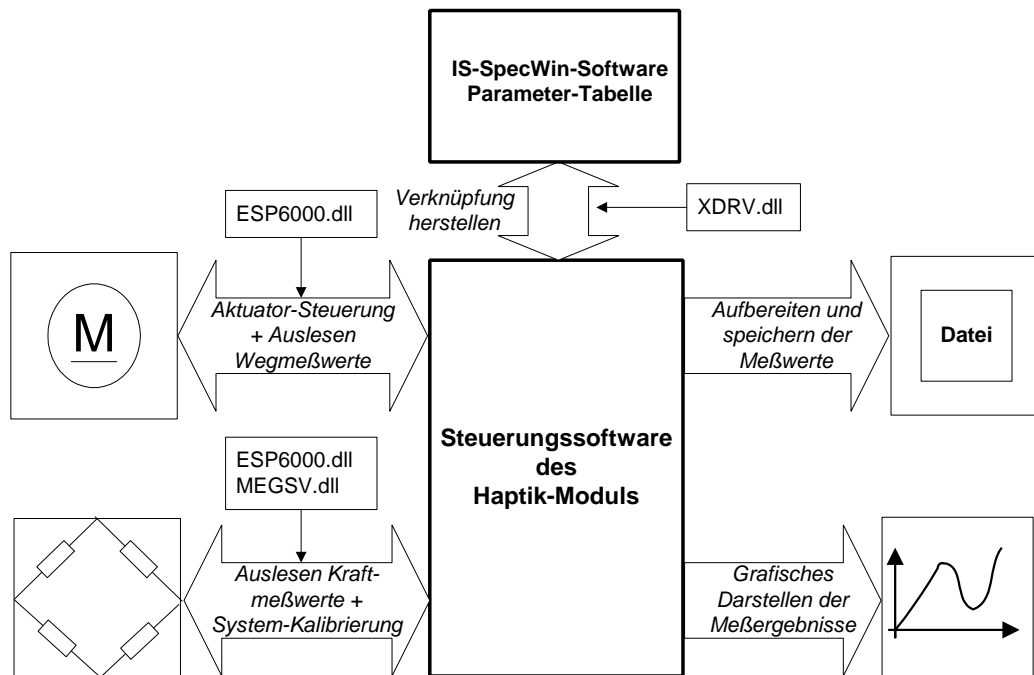 IS-SpecWin-Software
Parameter-Tabelle
Verknüpfung
herstellen
XDRV.dll
ESP6000.dll
M
Aktuator-Steuerung
+ Auslesen
Wegmeßwerte
Aufbereiten und
speichern der
Meßwerte
Datei
Steuerungssoftware
des
Haptik-Moduls
ESP6000.dll
MEGSV.dll
Auslesen Kraft-
meßwerte +
System-Kalibrierung
Grafisches
Darstellen der
Meßergebnisse